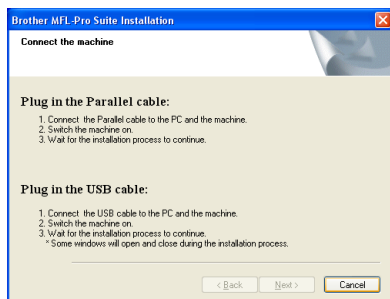 Brother MFL-Pro Suite Installation
Connect the machine
Plug in the Parallel cable:
1. Connect the Parallel cable to the PC and the machine.
2. Switch the machine on.
3. Wait for the installation process to continue.
Plug in the USB cable:
1. Connect the USB cable to the PC and the machine.
2. Switch the machine on.
3. Wait for the installation process to continue.
* Some windows will open and close during the installation process.
< Back Next > Cancel